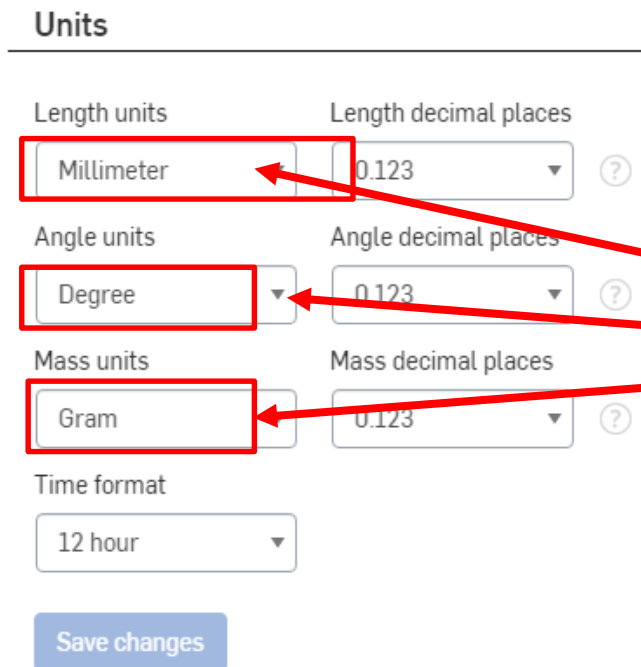 Units
Length units Length decimal places
Millimeter 0.123 ?
Angle units Angle decimal places
Degree 0.123 ?
Mass units Mass decimal places
Gram 0.123 ?
Time format
12 hour
Save changes